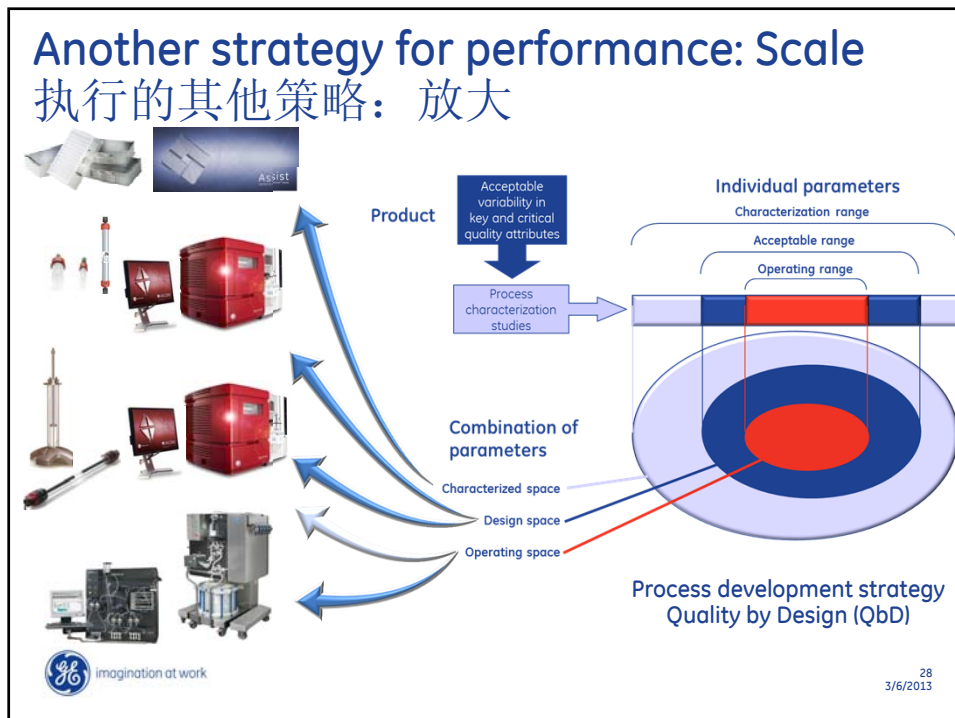 Another strategy for performance: Scale
执行的其他策略：放大
Assist
Product
Acceptable
variability in
key and critical
quality attributes
Process
characterization
studies
Individual parameters
Characterization range
Acceptable range
Operating range
Combination of
parameters
Characterized space
Design space
Operating space
Process development strategy
Quality by Design (QbD)
imagination at work
28
3/6/2013